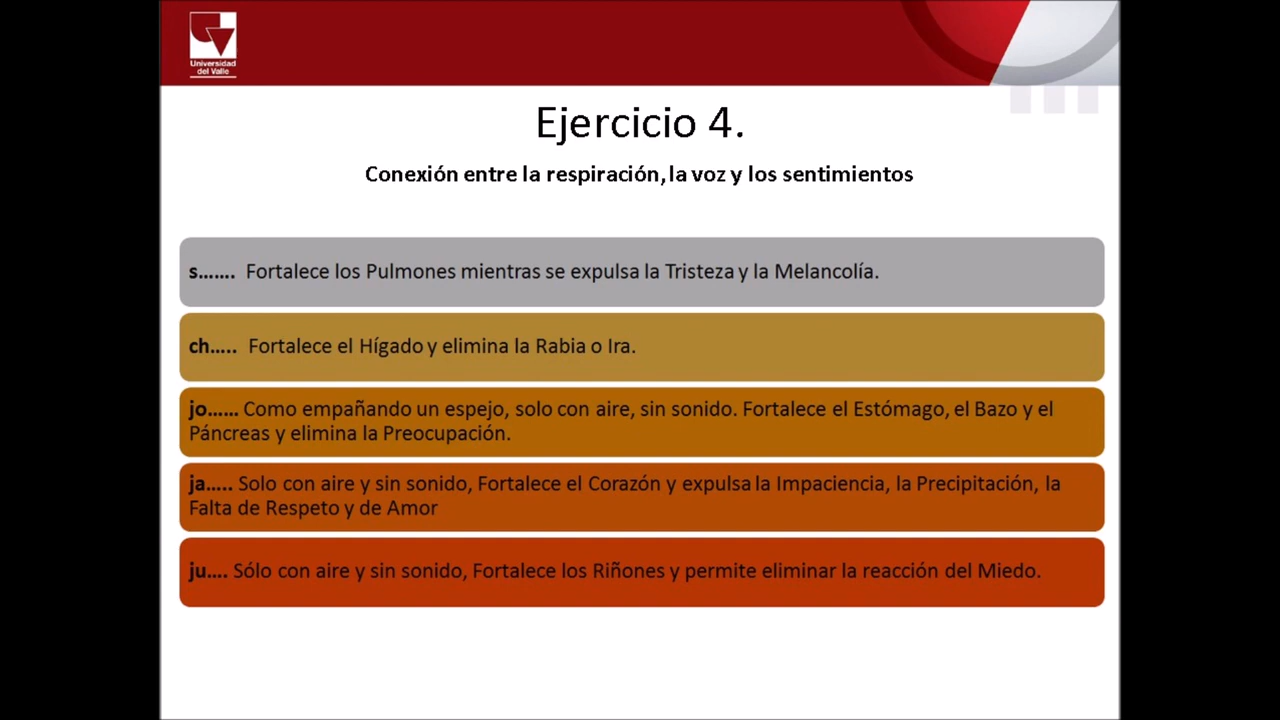 Universidad
del Valle
Ejercicio 4.
Conexión entre la respiración, la voz y los sentimientos
s....... Fortalece los Pulmones mientras se expulsa la Tristeza y la Melancolía.
ch..... Fortalece el Hígado y elimina la Rabia o Ira.
jo...... Como empañando un espejo, solo con aire, sin sonido. Fortalece el Estómago, el Bazo y el
Páncreas y elimina la Preocupación.
ja..... Solo con aire y sin sonido, Fortalece el Corazón y expulsa la Impaciencia, la Precipitación, la
Falta de Respeto y de Amor
ju.... Sólo con aire y sin sonido, Fortalece los Riñones y permite eliminar la reacción del Miedo.